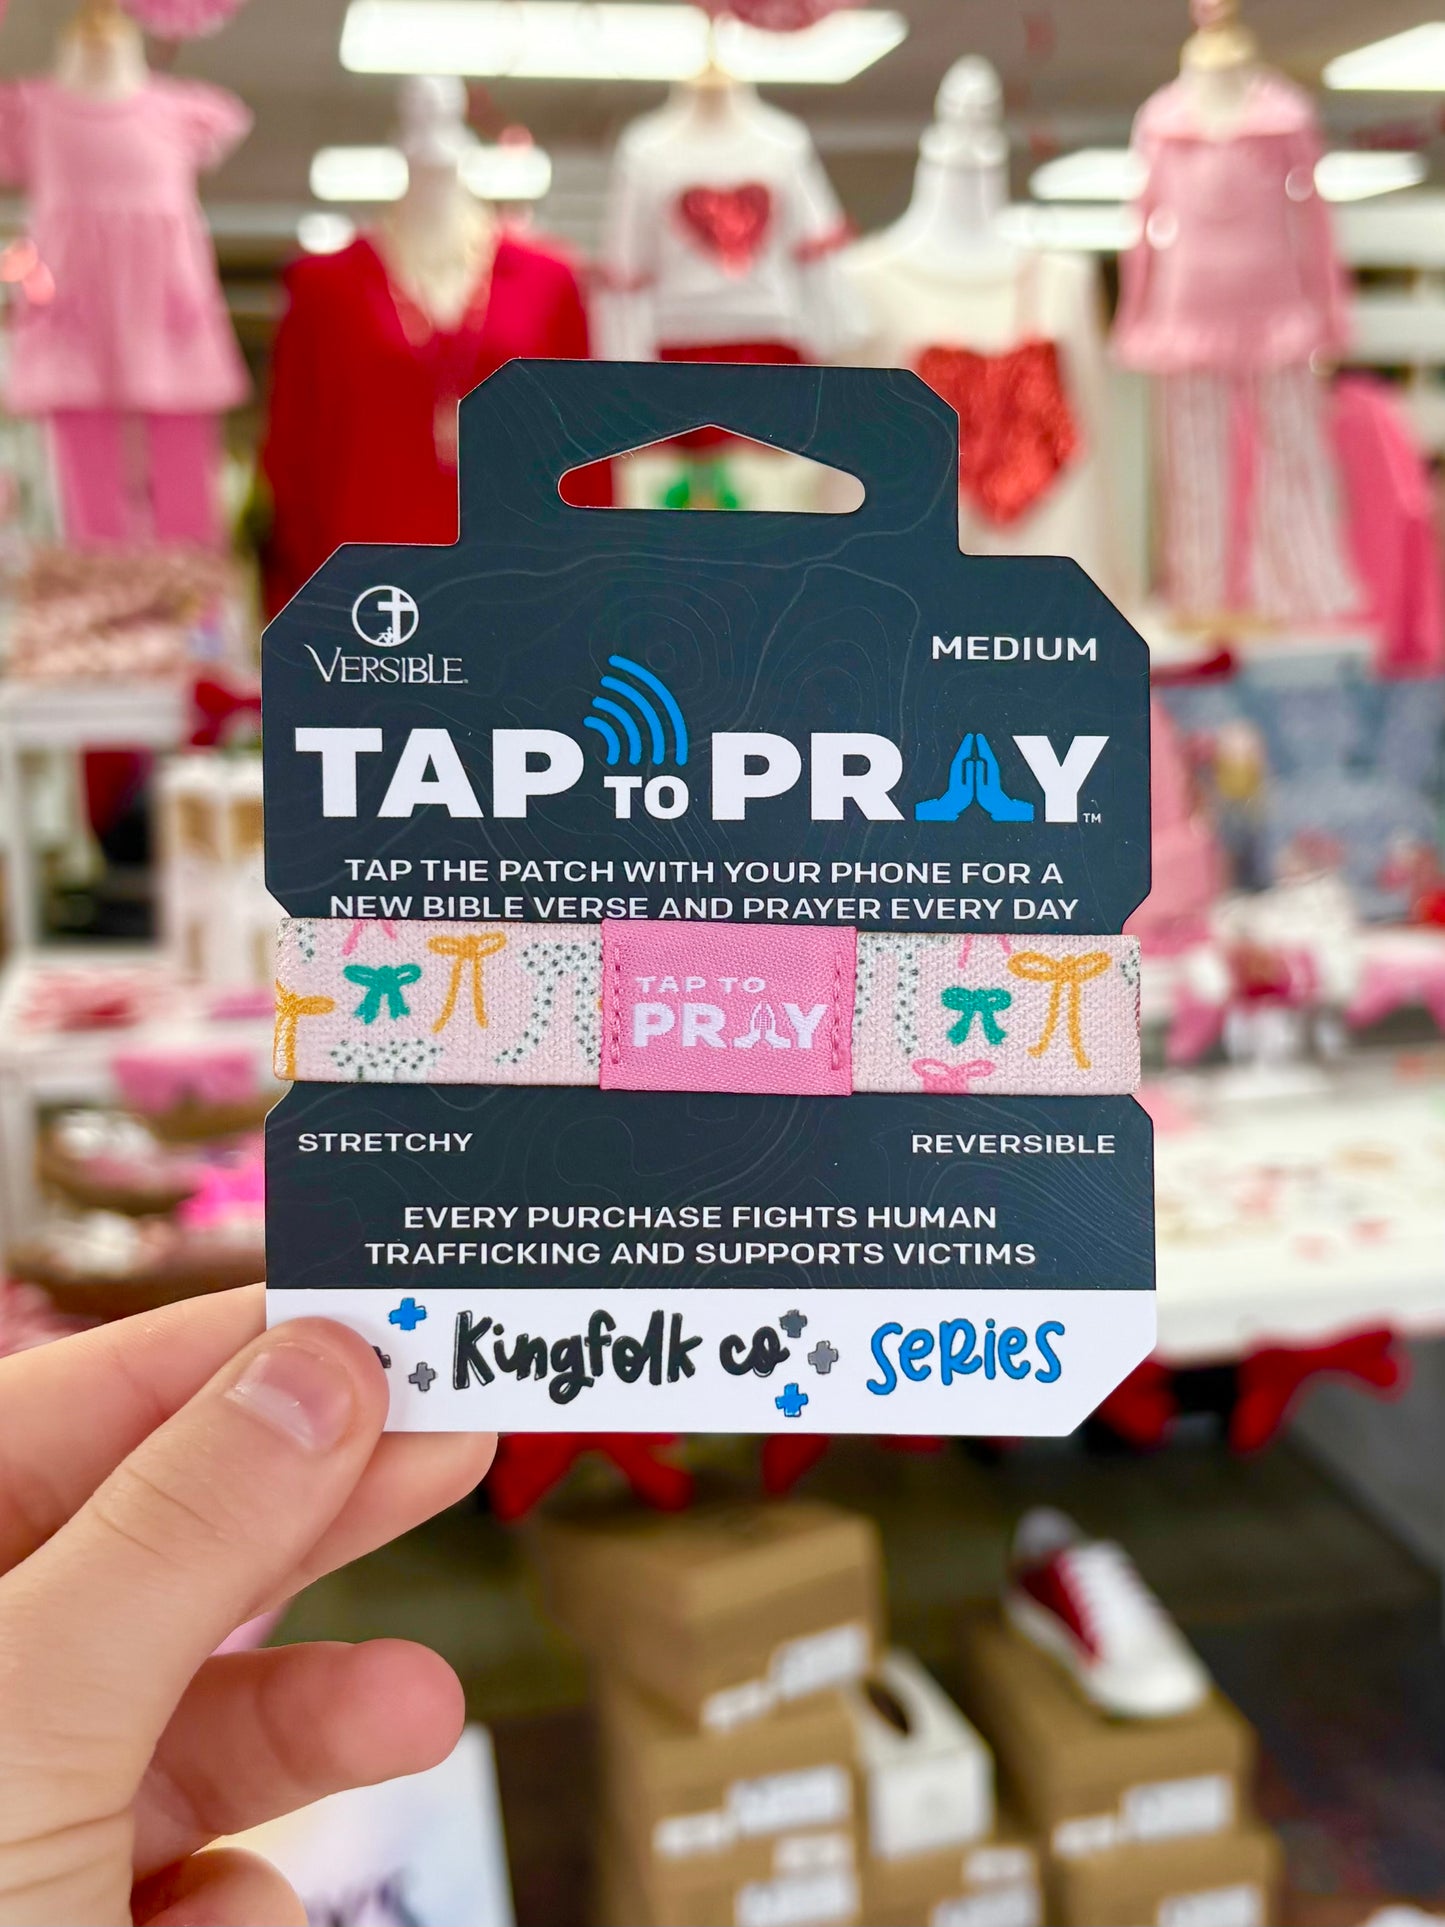 VERSIBLE
MEDIUM
TAP TO PRAY™
TAP THE PATCH WITH YOUR PHONE FOR A
NEW BIBLE VERSE AND PRAYER EVERY DAY
TAP TO
PRAY
STRETCHY
REVERSIBLE
EVERY PURCHASE FIGHTS HUMAN
TRAFFICKING AND SUPPORTS VICTIMS
Kingfolk co series